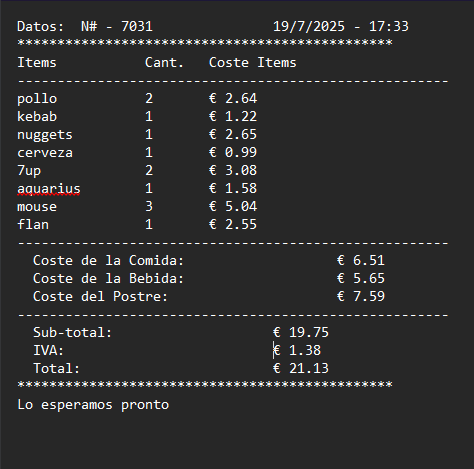 Datos:  N# - 7031               19/7/2025 - 17:33
***********************************************
Items           Cant.   Coste Items
------------------------------------------------------
pollo           2       € 2.64
kebab           1       € 1.22
nuggets         1       € 2.65
cerveza         1       € 0.99
7up             2       € 3.08
aquarius        1       € 1.58
mouse           3       € 5.04
flan            1       € 2.55
------------------------------------------------------
  Coste de la Comida:                   € 6.51
  Coste de la Bebida:                   € 5.65
  Coste del Postre:                     € 7.59
------------------------------------------------------
  Sub-total:                    € 19.75
  IVA:                          € 1.38
  Total:                        € 21.13
***********************************************
Lo esperamos pronto